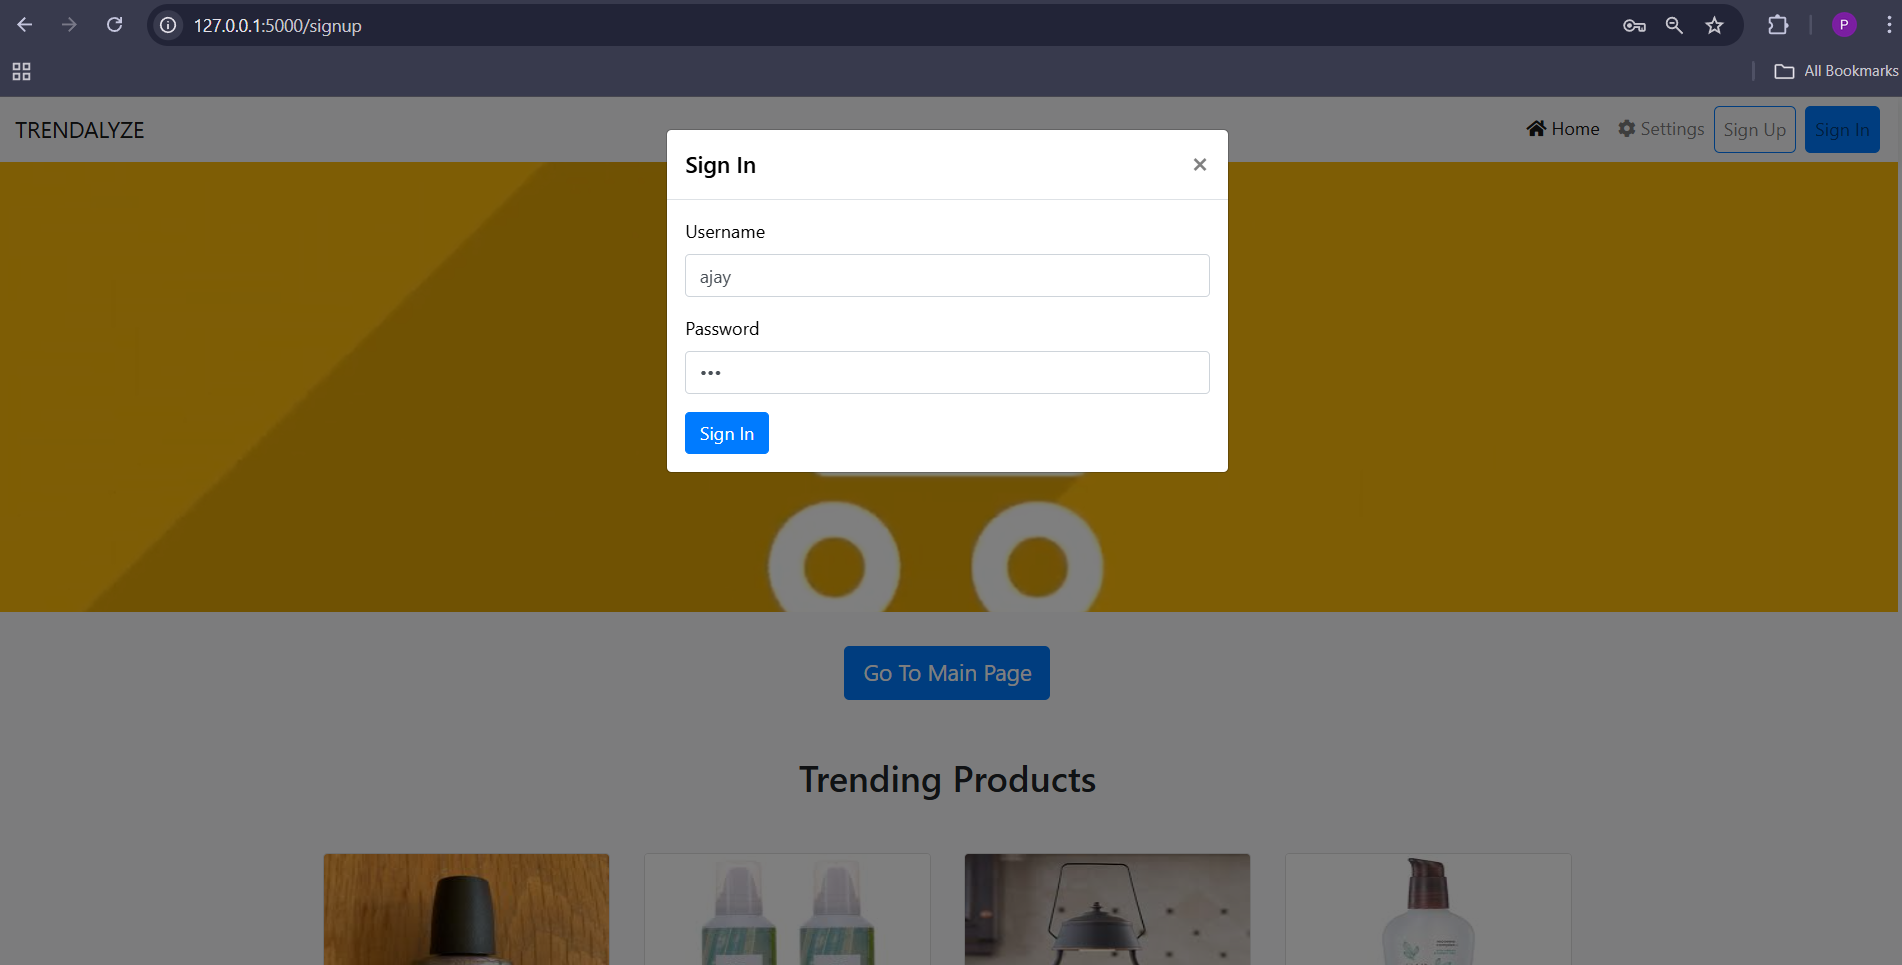 127.0.0.1:5000/signup
P
All Bookmarks
TRENDALYZE
Home
Settings
Sign Up
Sign In
Sign In
×
Username
ajay
Password
•••
Sign In
Go To Main Page
Trending Products